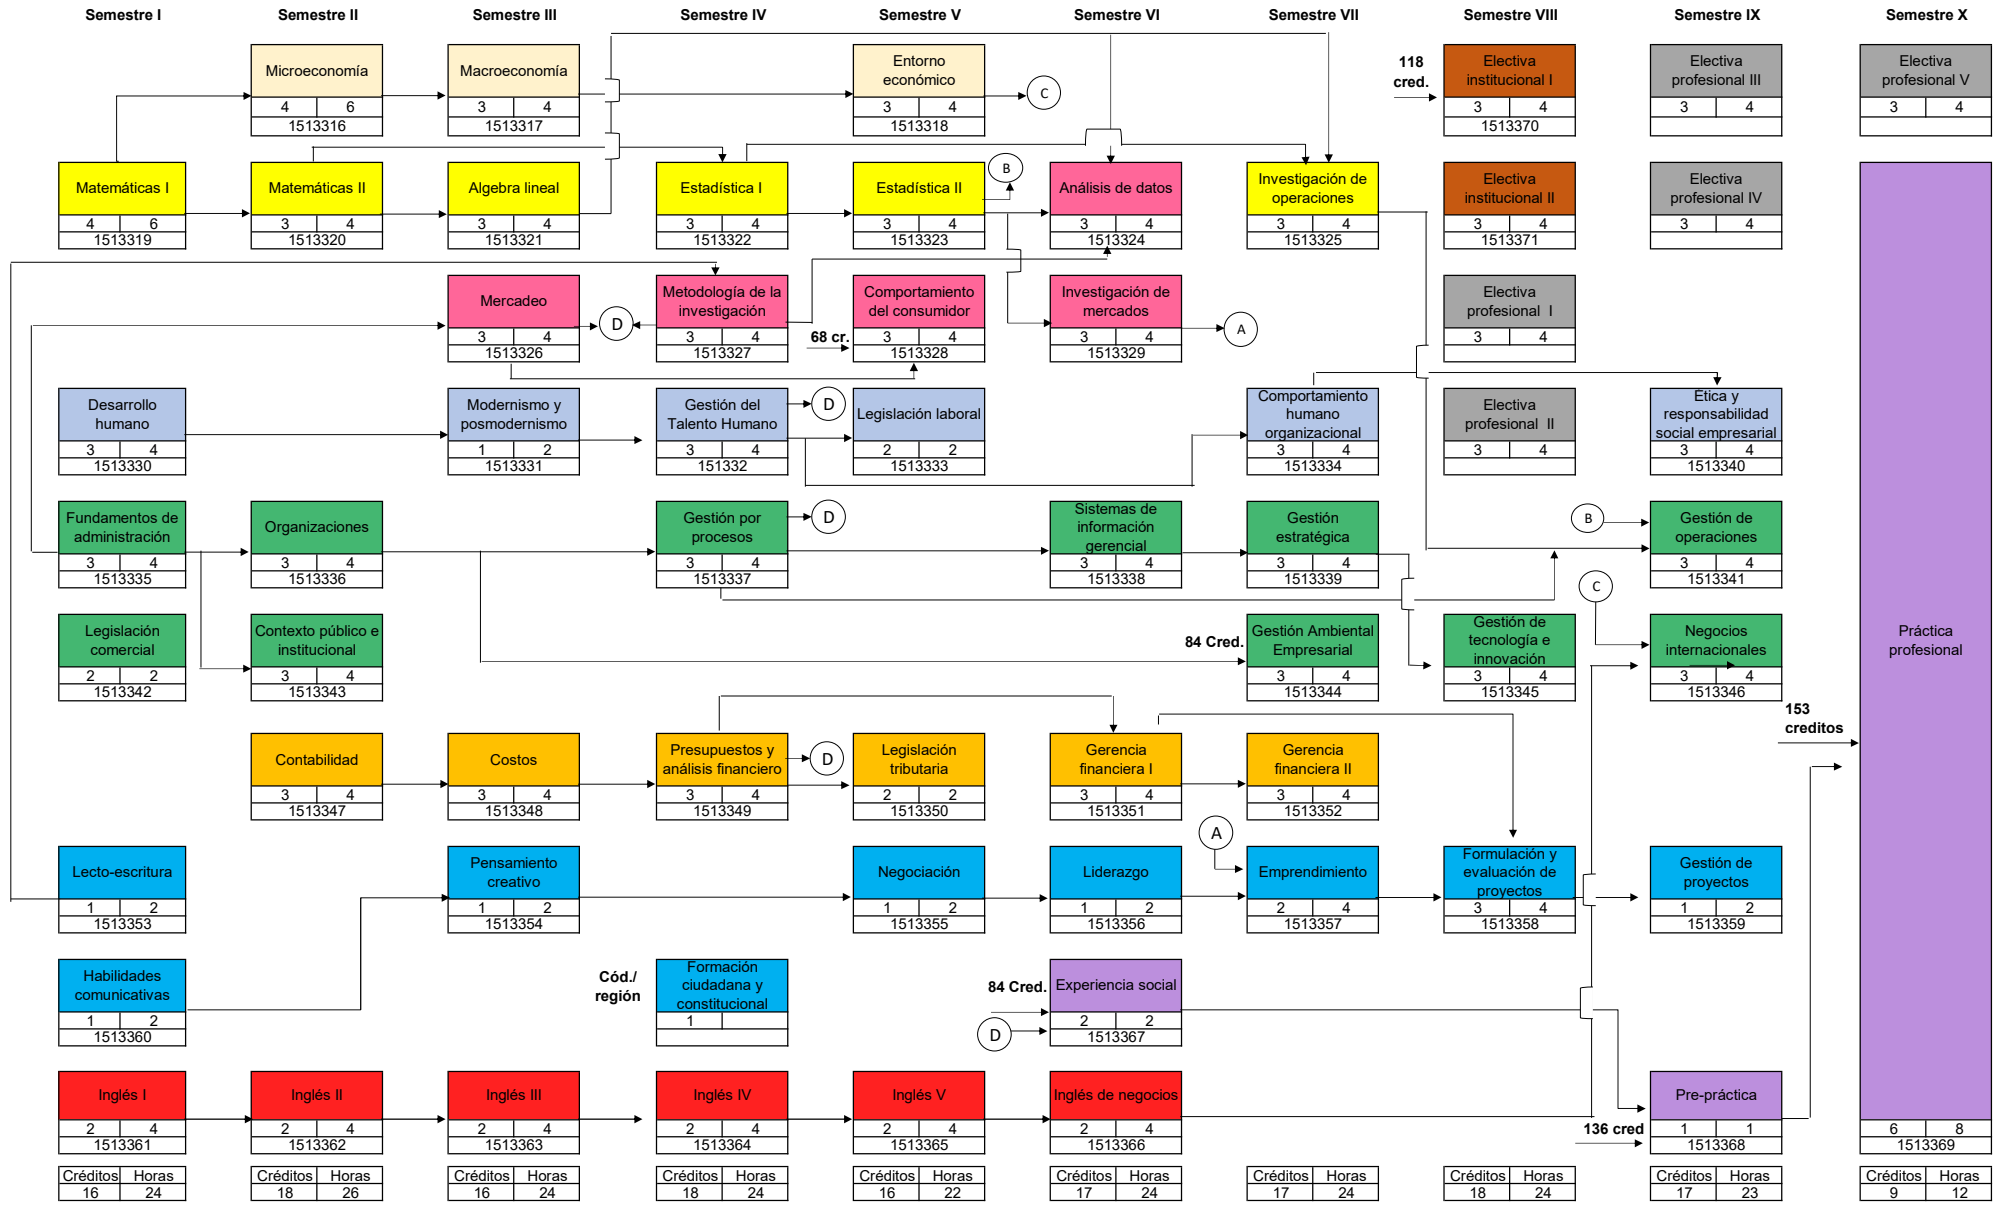 Semestre I
Semestre II
Semestre III
Semestre IV
Semestre V
Semestre VI
Semestre VII
Semestre VIII
Semestre IX
Semestre X
Microeconomía
4 6
1513316
Macroeconomía
3 4
1513317
Entorno
económico
3 4
1513318
C
118
cred.
Electiva
institucional I
3 4
1513370
Electiva
profesional III
3 4
Electiva
profesional V
3 4
Matemáticas I
4 6
1513319
Matemáticas II
3 4
1513320
Algebra lineal
3 4
1513321
Estadística I
3 4
1513322
Estadística II
3 4
1513323
B
Análisis de datos
3 4
1513324
Investigación de
operaciones
3 4
1513325
Electiva
institucional II
3 4
1513371
Electiva
profesional IV
3 4
Mercadeo
3 4
1513326
D
Metodología de la
investigación
3 4
1513327
68 cr.
Comportamiento
del consumidor
3 4
1513328
Investigación de
mercados
3 4
1513329
A
Electiva
profesional I
3 4
Desarrollo
humano
3 4
1513330
Modernismo y
posmodernismo
1 2
1513331
Gestión del
Talento Humano
3 4
151332
D
Legislación laboral
2 2
1513333
Comportamiento
humano
organizacional
3 4
1513334
Electiva
profesional II
3 4
Etica y
responsabilidad
social empresarial
3 4
1513340
Fundamentos de
administración
3 4
1513335
Organizaciones
3 4
1513336
Gestión por
procesos
3 4
1513337
D
Sistemas de
información
gerencial
3 4
1513338
Gestión
estratégica
3 4
1513339
B
Gestión de
operaciones
3 4
1513341
C
Legislación
comercial
2 2
1513342
Contexto público e
institucional
3 4
1513343
84 Cred.
Gestión Ambiental
Empresarial
3 4
1513344
Gestión de
tecnología e
innovación
3 4
1513345
Negocios
internacionales
3 4
1513346
Práctica
profesional
6 8
1513369
153
creditos
Contabilidad
3 4
1513347
Costos
3 4
1513348
Presupuestos y
análisis financiero
3 4
1513349
D
Legislación
tributaria
2 2
1513350
Gerencia
financiera I
3 4
1513351
Gerencia
financiera II
3 4
1513352
A
Lecto-escritura
1 2
1513353
Pensamiento
creativo
1 2
1513354
Negociación
1 2
1513355
Liderazgo
1 2
1513356
Emprendimiento
2 4
1513357
Formulación y
evaluación de
proyectos
3 4
1513358
Gestión de
proyectos
1 2
1513359
Habilidades
comunicativas
1 2
1513360
Cód./
región
Formación
ciudadana y
constitucional
1
84 Cred.
D
Experiencia social
2 2
1513367
Inglés I
2 4
1513361
Inglés II
2 4
1513362
Inglés III
2 4
1513363
Inglés IV
2 4
1513364
Inglés V
2 4
1513365
Inglés de negocios
2 4
1513366
136 cred
Pre-práctica
1 1
1513368
Créditos Horas
16 24
Créditos Horas
18 26
Créditos Horas
16 24
Créditos Horas
18 24
Créditos Horas
16 22
Créditos Horas
17 24
Créditos Horas
17 24
Créditos Horas
18 24
Créditos Horas
17 23
Créditos Horas
9 12